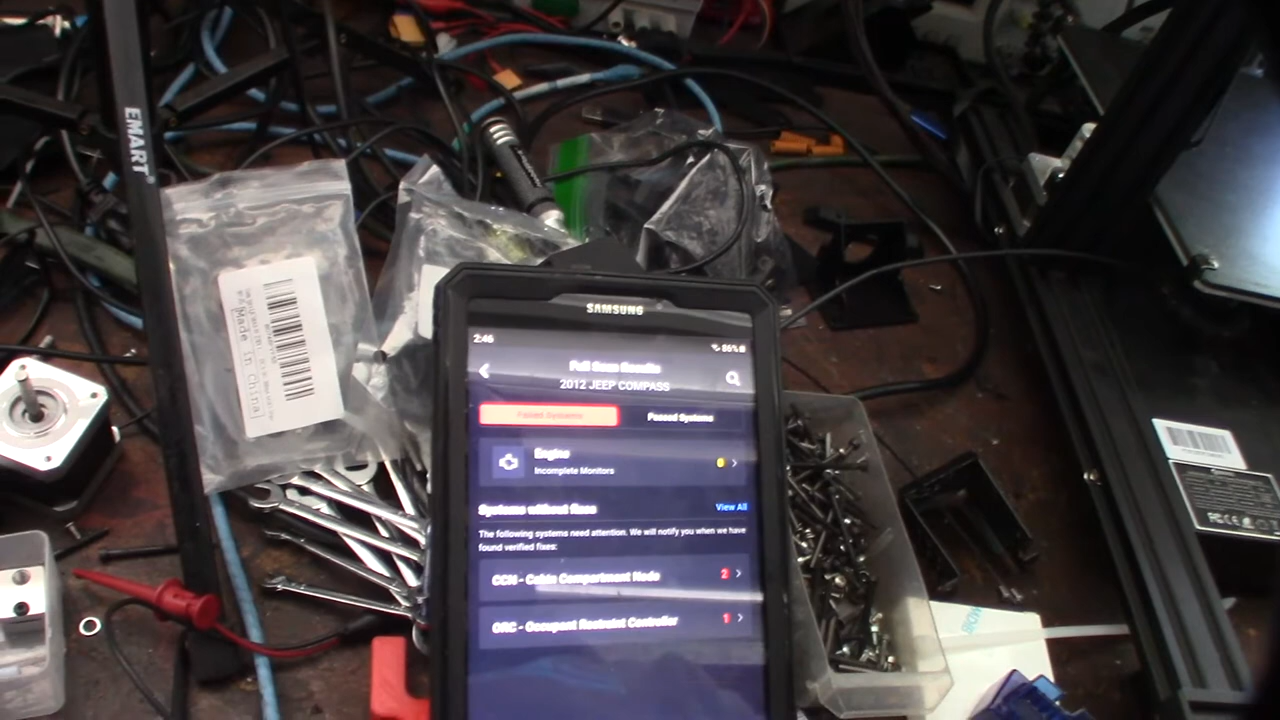 EMART
Made in China
SAMSUNG
2:46
86%
Full Scan Results
2012 JEEP COMPASS
Failed Systems
Passed Systems
Engine
Incomplete Monitors
6
Systems without fixes
View All
The following systems need attention. We will notify you when we have
found verified fixes:
CCN - Cabin Compartment Node
2
ORC - Occupant Restraint Controller
1